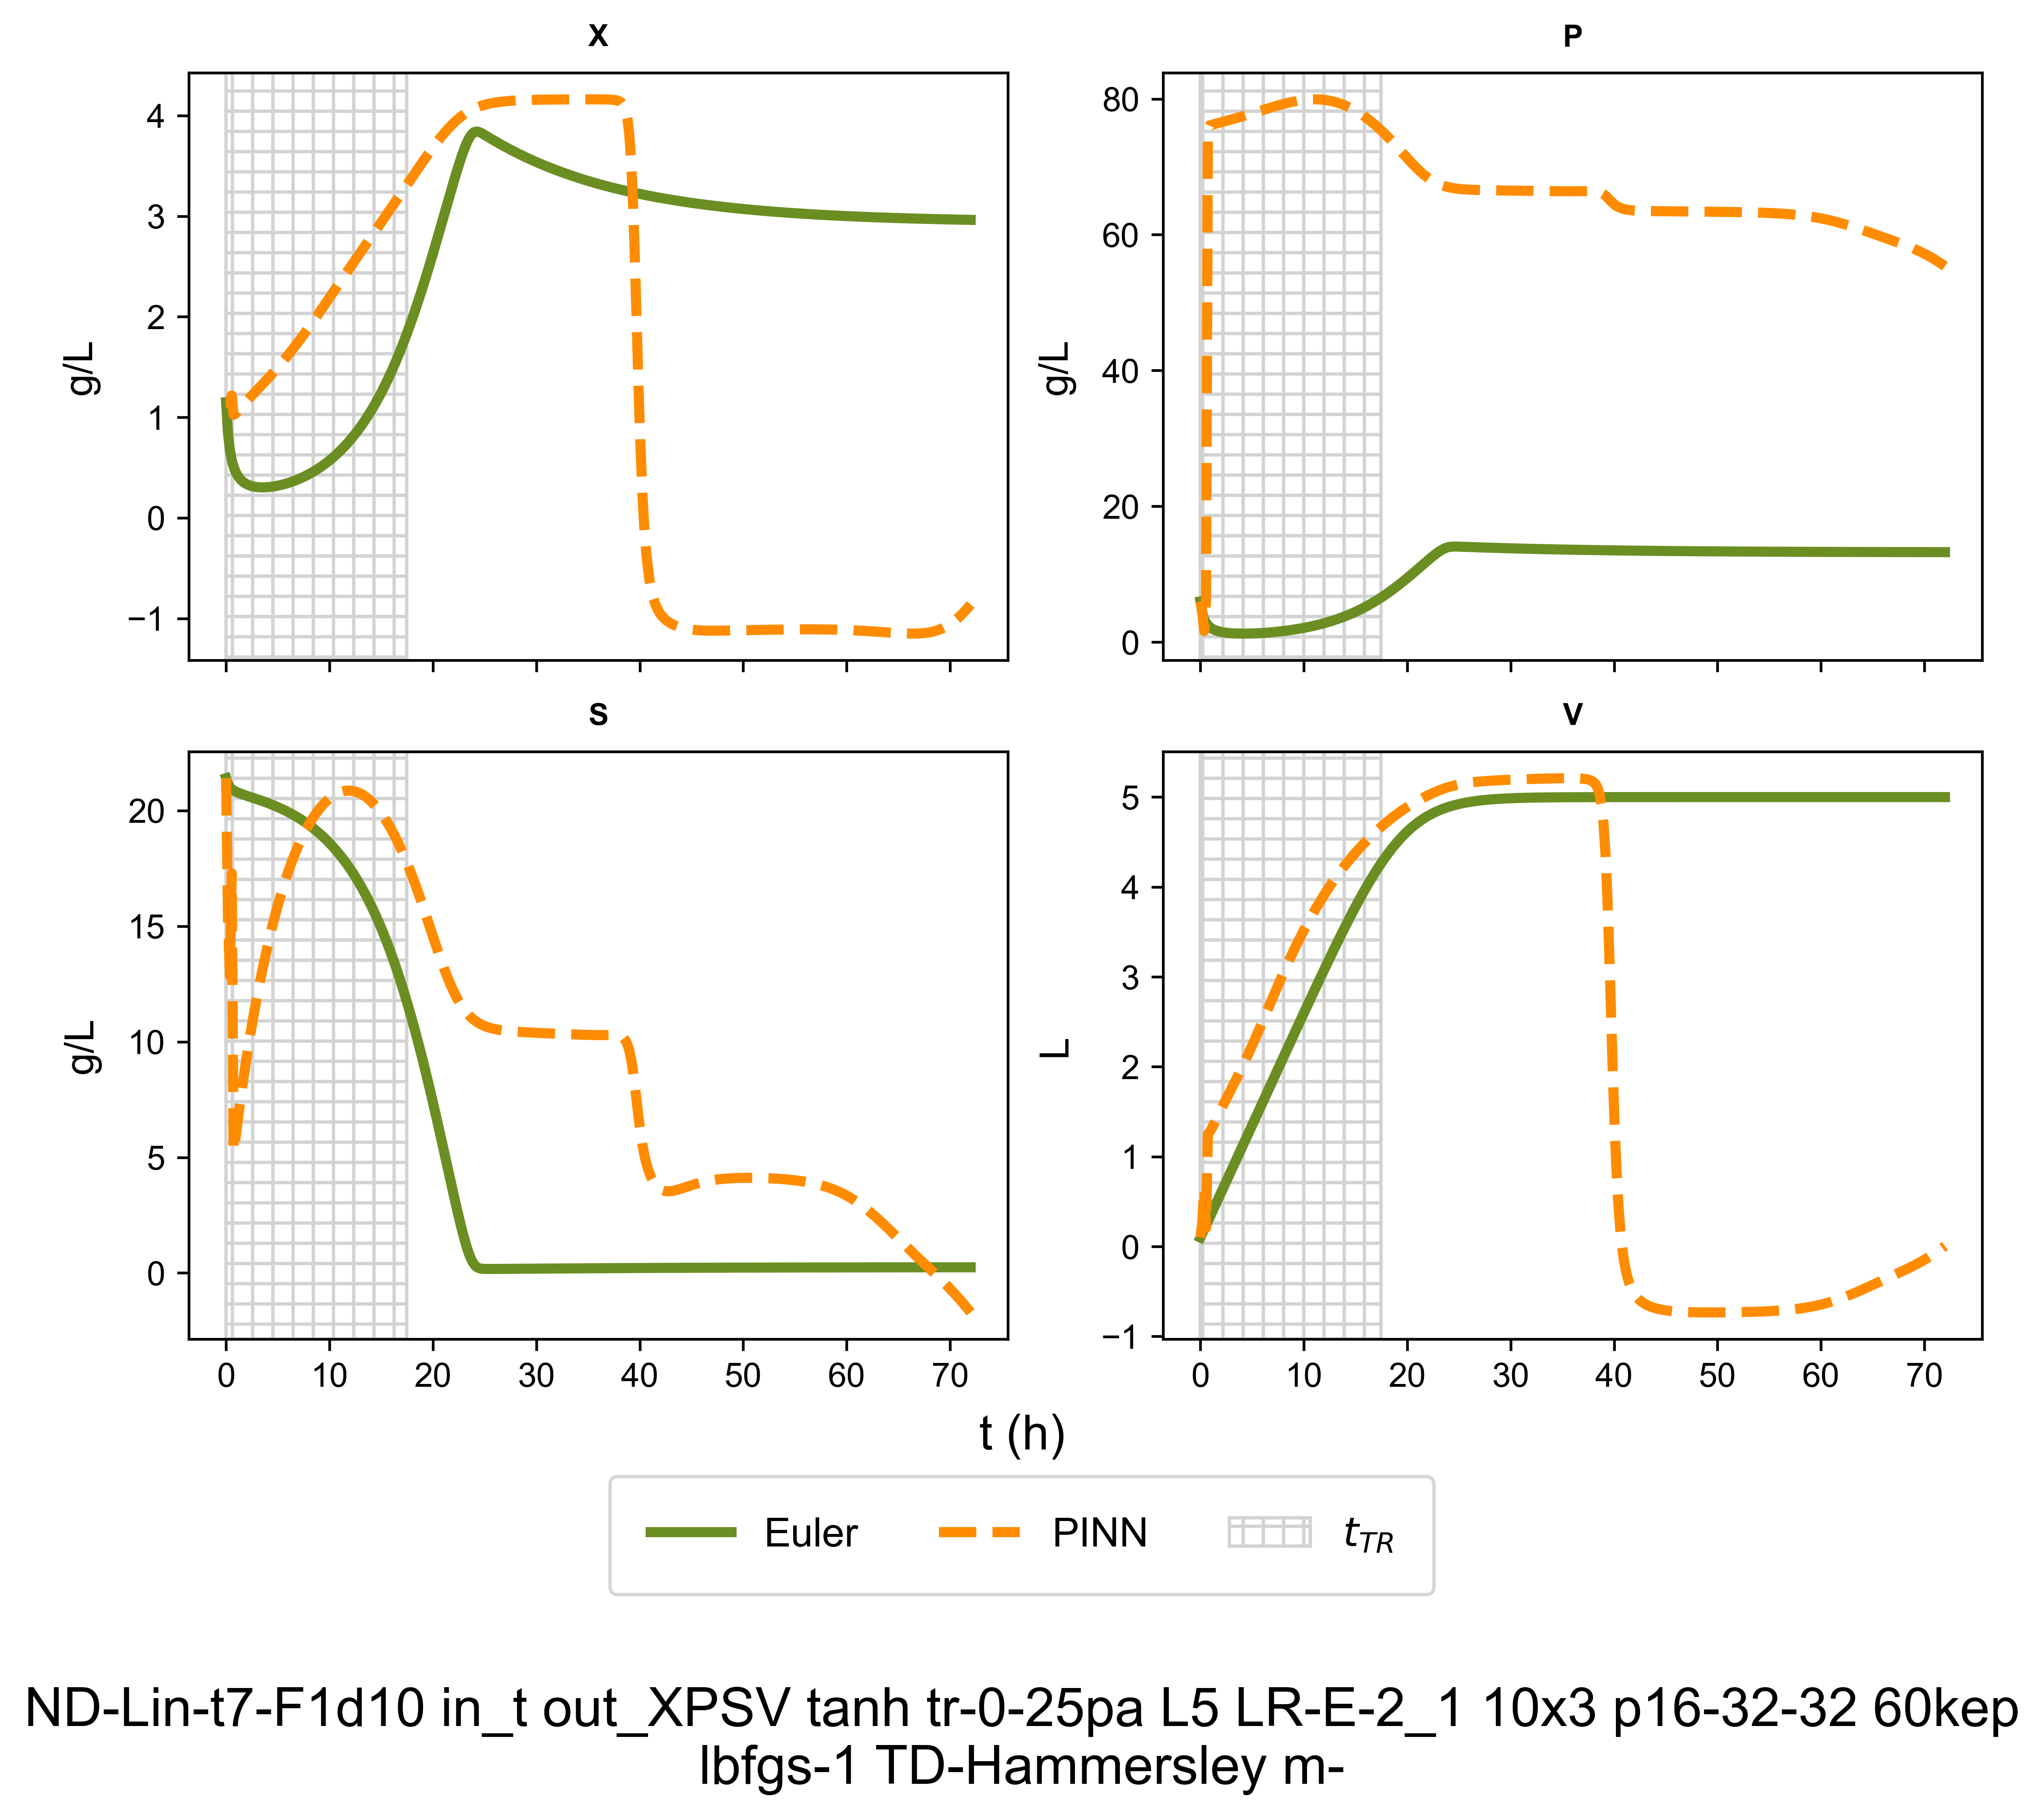 X
P
4
3
2
1
0
−1
g/L
80
60
40
20
0
g/L
S
V
20
15
10
5
0
g/L
5
4
3
2
1
0
−1
L
0 10 20 30 40 50 60 70
0 10 20 30 40 50 60 70
t (h)
Euler PINN t_TR
ND-Lin-t7-F1d10 in_t out_XPSV tanh tr-0-25pa L5 LR-E-2_1 10x3 p16-32-32 60kep
lbfgs-1 TD-Hammersley m-